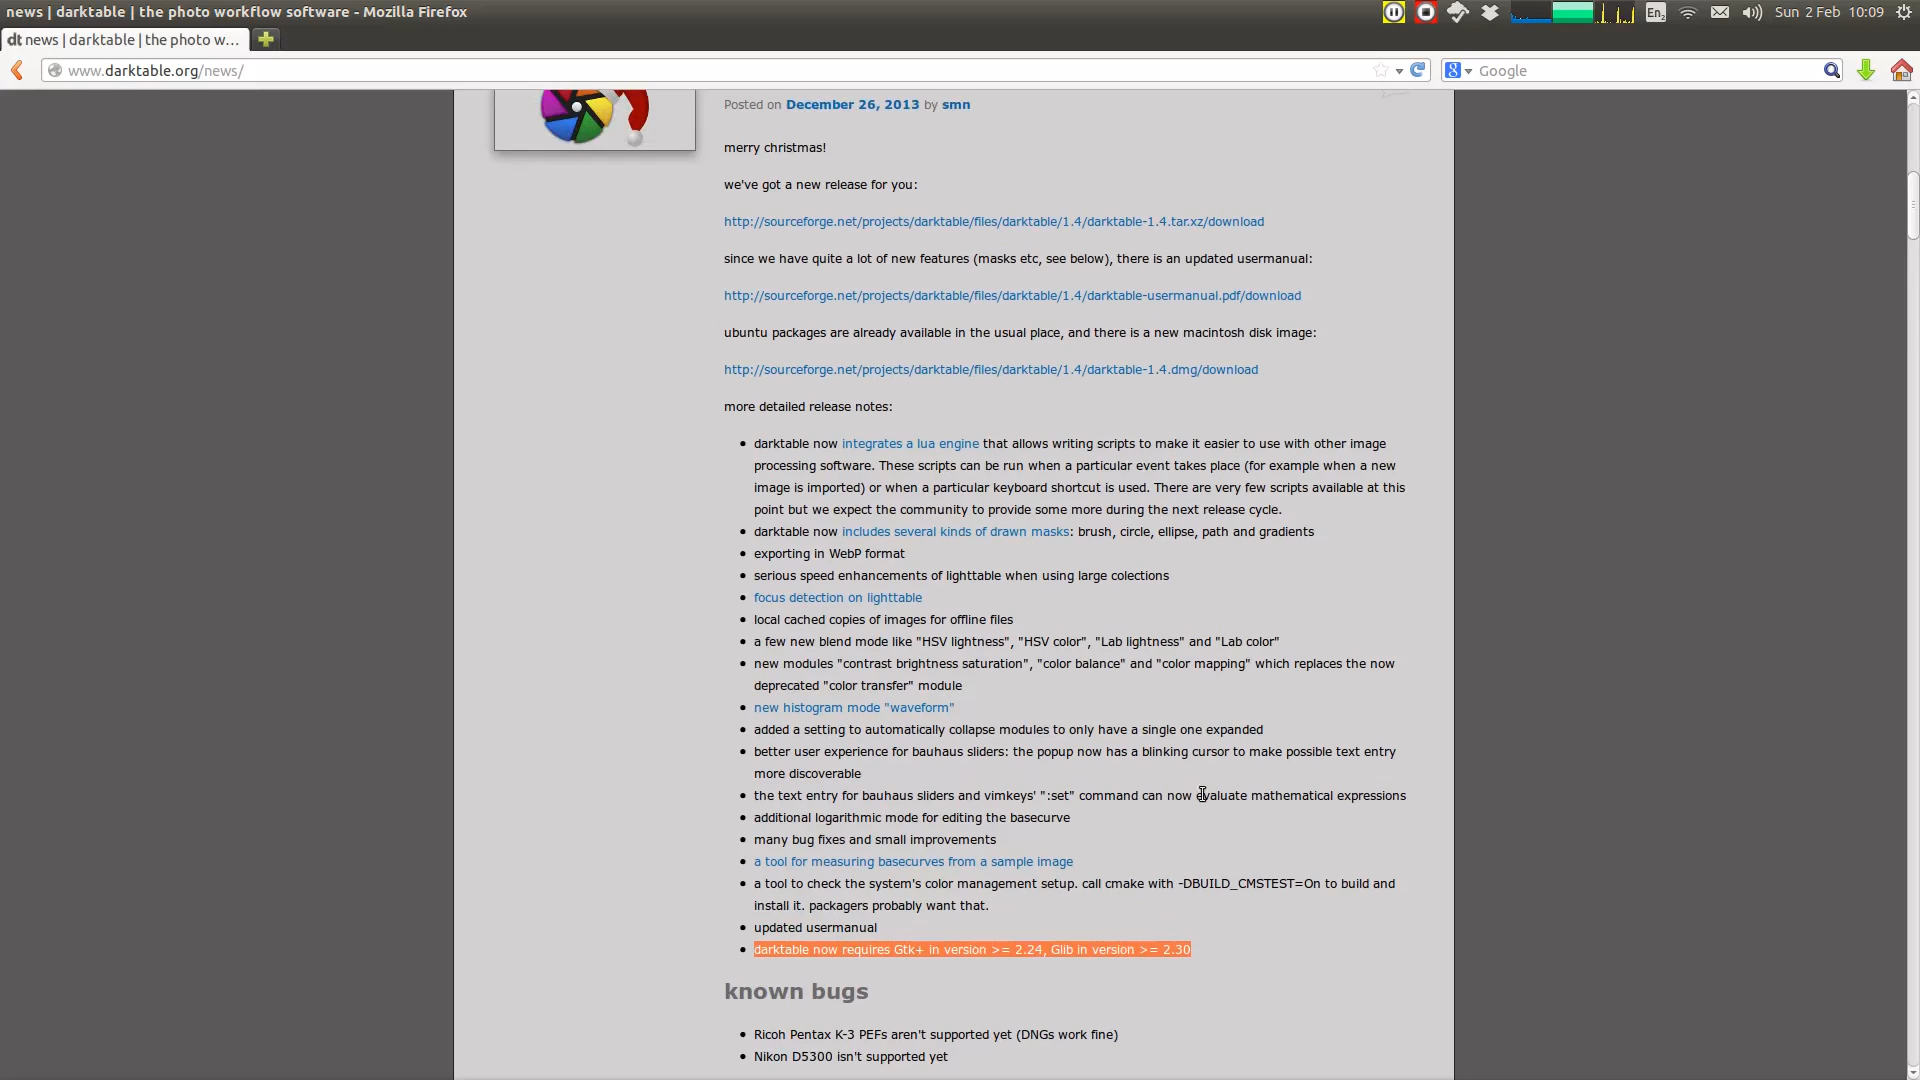 news | darktable | the photo workflow software - Mozilla Firefox
En₂
Sun 2 Feb 10:09
dt news | darktable | the photo w...
www.darktable.org/news/
8
Google
Posted on December 26, 2013 by smn
merry christmas!
we've got a new release for you:
http://sourceforge.net/projects/darktable/files/darktable/1.4/darktable-1.4.tar.xz/download
since we have quite a lot of new features (masks etc, see below), there is an updated usermanual:
http://sourceforge.net/projects/darktable/files/darktable/1.4/darktable-usermanual.pdf/download
ubuntu packages are already available in the usual place, and there is a new macintosh disk image:
http://sourceforge.net/projects/darktable/files/darktable/1.4/darktable-1.4.dmg/download
more detailed release notes:
darktable now integrates a lua engine that allows writing scripts to make it easier to use with other image
processing software. These scripts can be run when a particular event takes place (for example when a new
image is imported) or when a particular keyboard shortcut is used. There are very few scripts available at this
point but we expect the community to provide some more during the next release cycle.
darktable now includes several kinds of drawn masks: brush, circle, ellipse, path and gradients
exporting in WebP format
serious speed enhancements of lighttable when using large colections
focus detection on lighttable
local cached copies of images for offline files
a few new blend mode like "HSV lightness", "HSV color", "Lab lightness" and "Lab color"
new modules "contrast brightness saturation", "color balance" and "color mapping" which replaces the now
deprecated "color transfer" module
new histogram mode "waveform"
added a setting to automatically collapse modules to only have a single one expanded
better user experience for bauhaus sliders: the popup now has a blinking cursor to make possible text entry
more discoverable
the text entry for bauhaus sliders and vimkeys' ":set" command can now evaluate mathematical expressions
additional logarithmic mode for editing the basecurve
many bug fixes and small improvements
a tool for measuring basecurves from a sample image
a tool to check the system's color management setup. call cmake with -DBUILD_CMSTEST=On to build and
install it. packagers probably want that.
updated usermanual
darktable now requires Gtk+ in version >= 2.24, Glib in version >= 2.30
known bugs
Ricoh Pentax K-3 PEFs aren't supported yet (DNGs work fine)
Nikon D5300 isn't supported yet